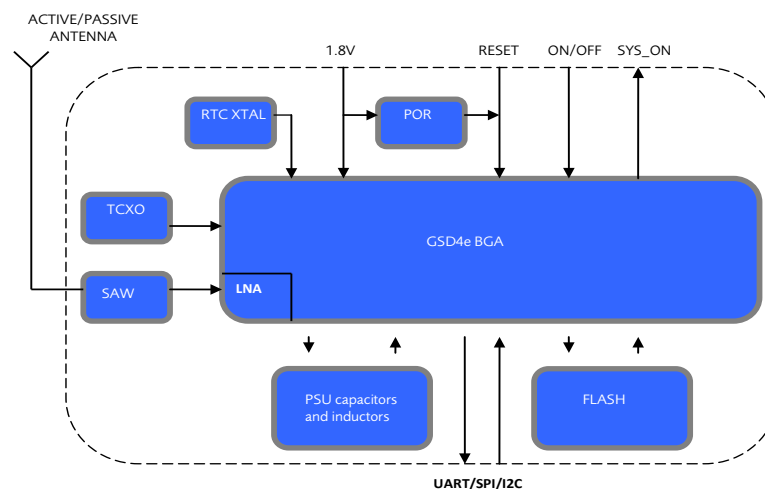 ACTIVE/PASSIVE
ANTENNA
1.8V
RESET
ON/OFF
SYS_ON
RTC XTAL
POR
TCXO
GSD4e BGA
SAW
LNA
PSU capacitors
and inductors
FLASH
UART/SPI/I2C